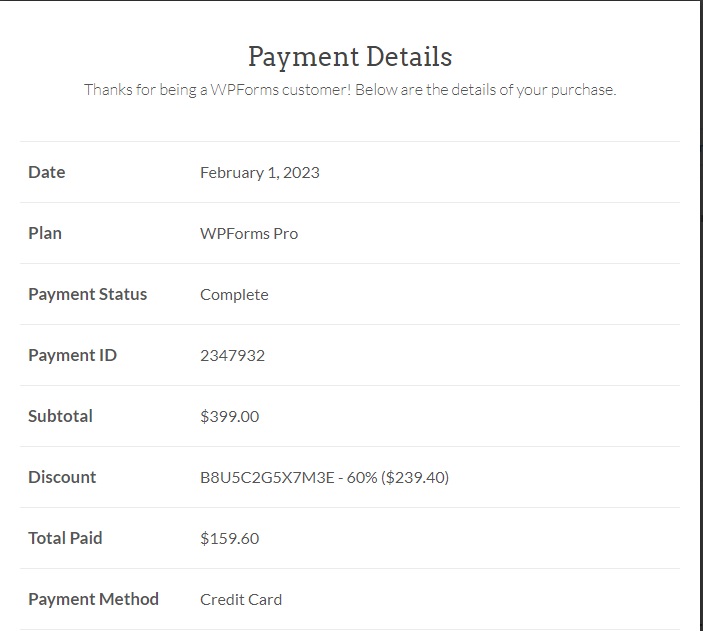 Payment Details
Thanks for being a WPForms customer! Below are the details of your purchase.
Date February 1, 2023
Plan WPForms Pro
Payment Status Complete
Payment ID 2347932
Subtotal $399.00
Discount B8U5C2G5X7M3E - 60% ($239.40)
Total Paid $159.60
Payment Method Credit Card